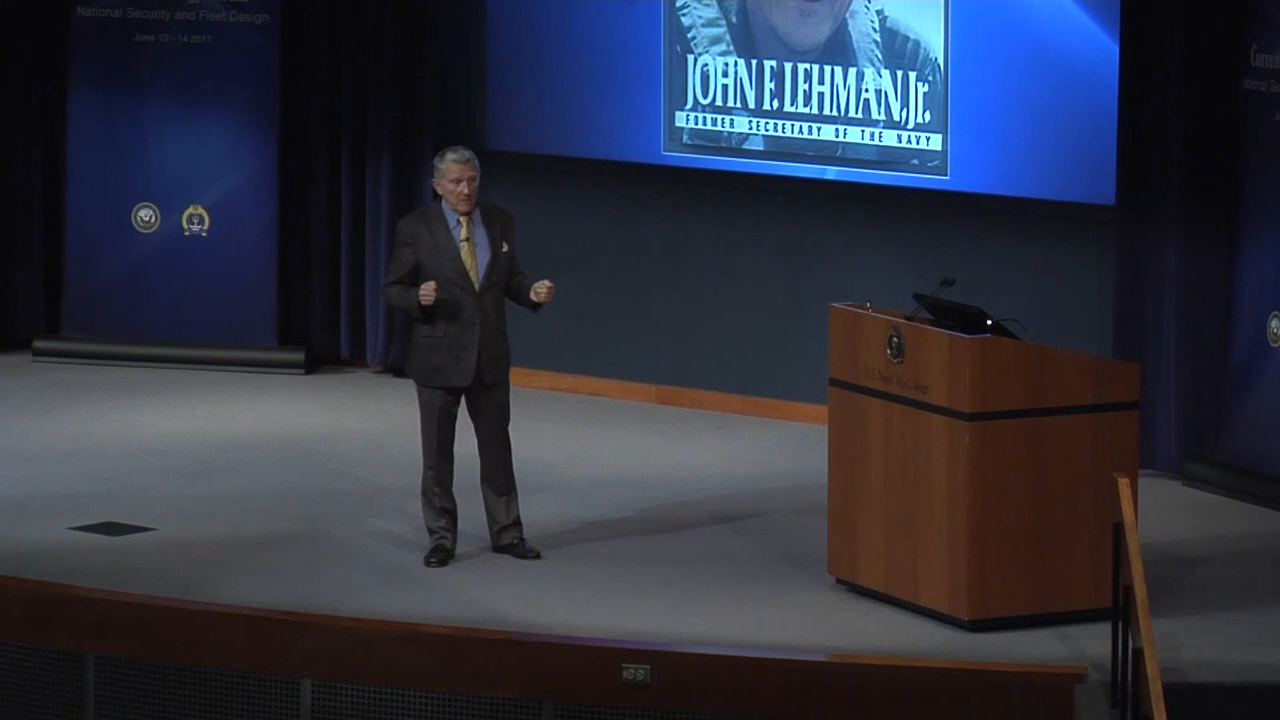 National Security and Fleet Design
June 13–14 2017
JOHN F. LEHMAN, Jr.
FORMER SECRETARY OF THE NAVY